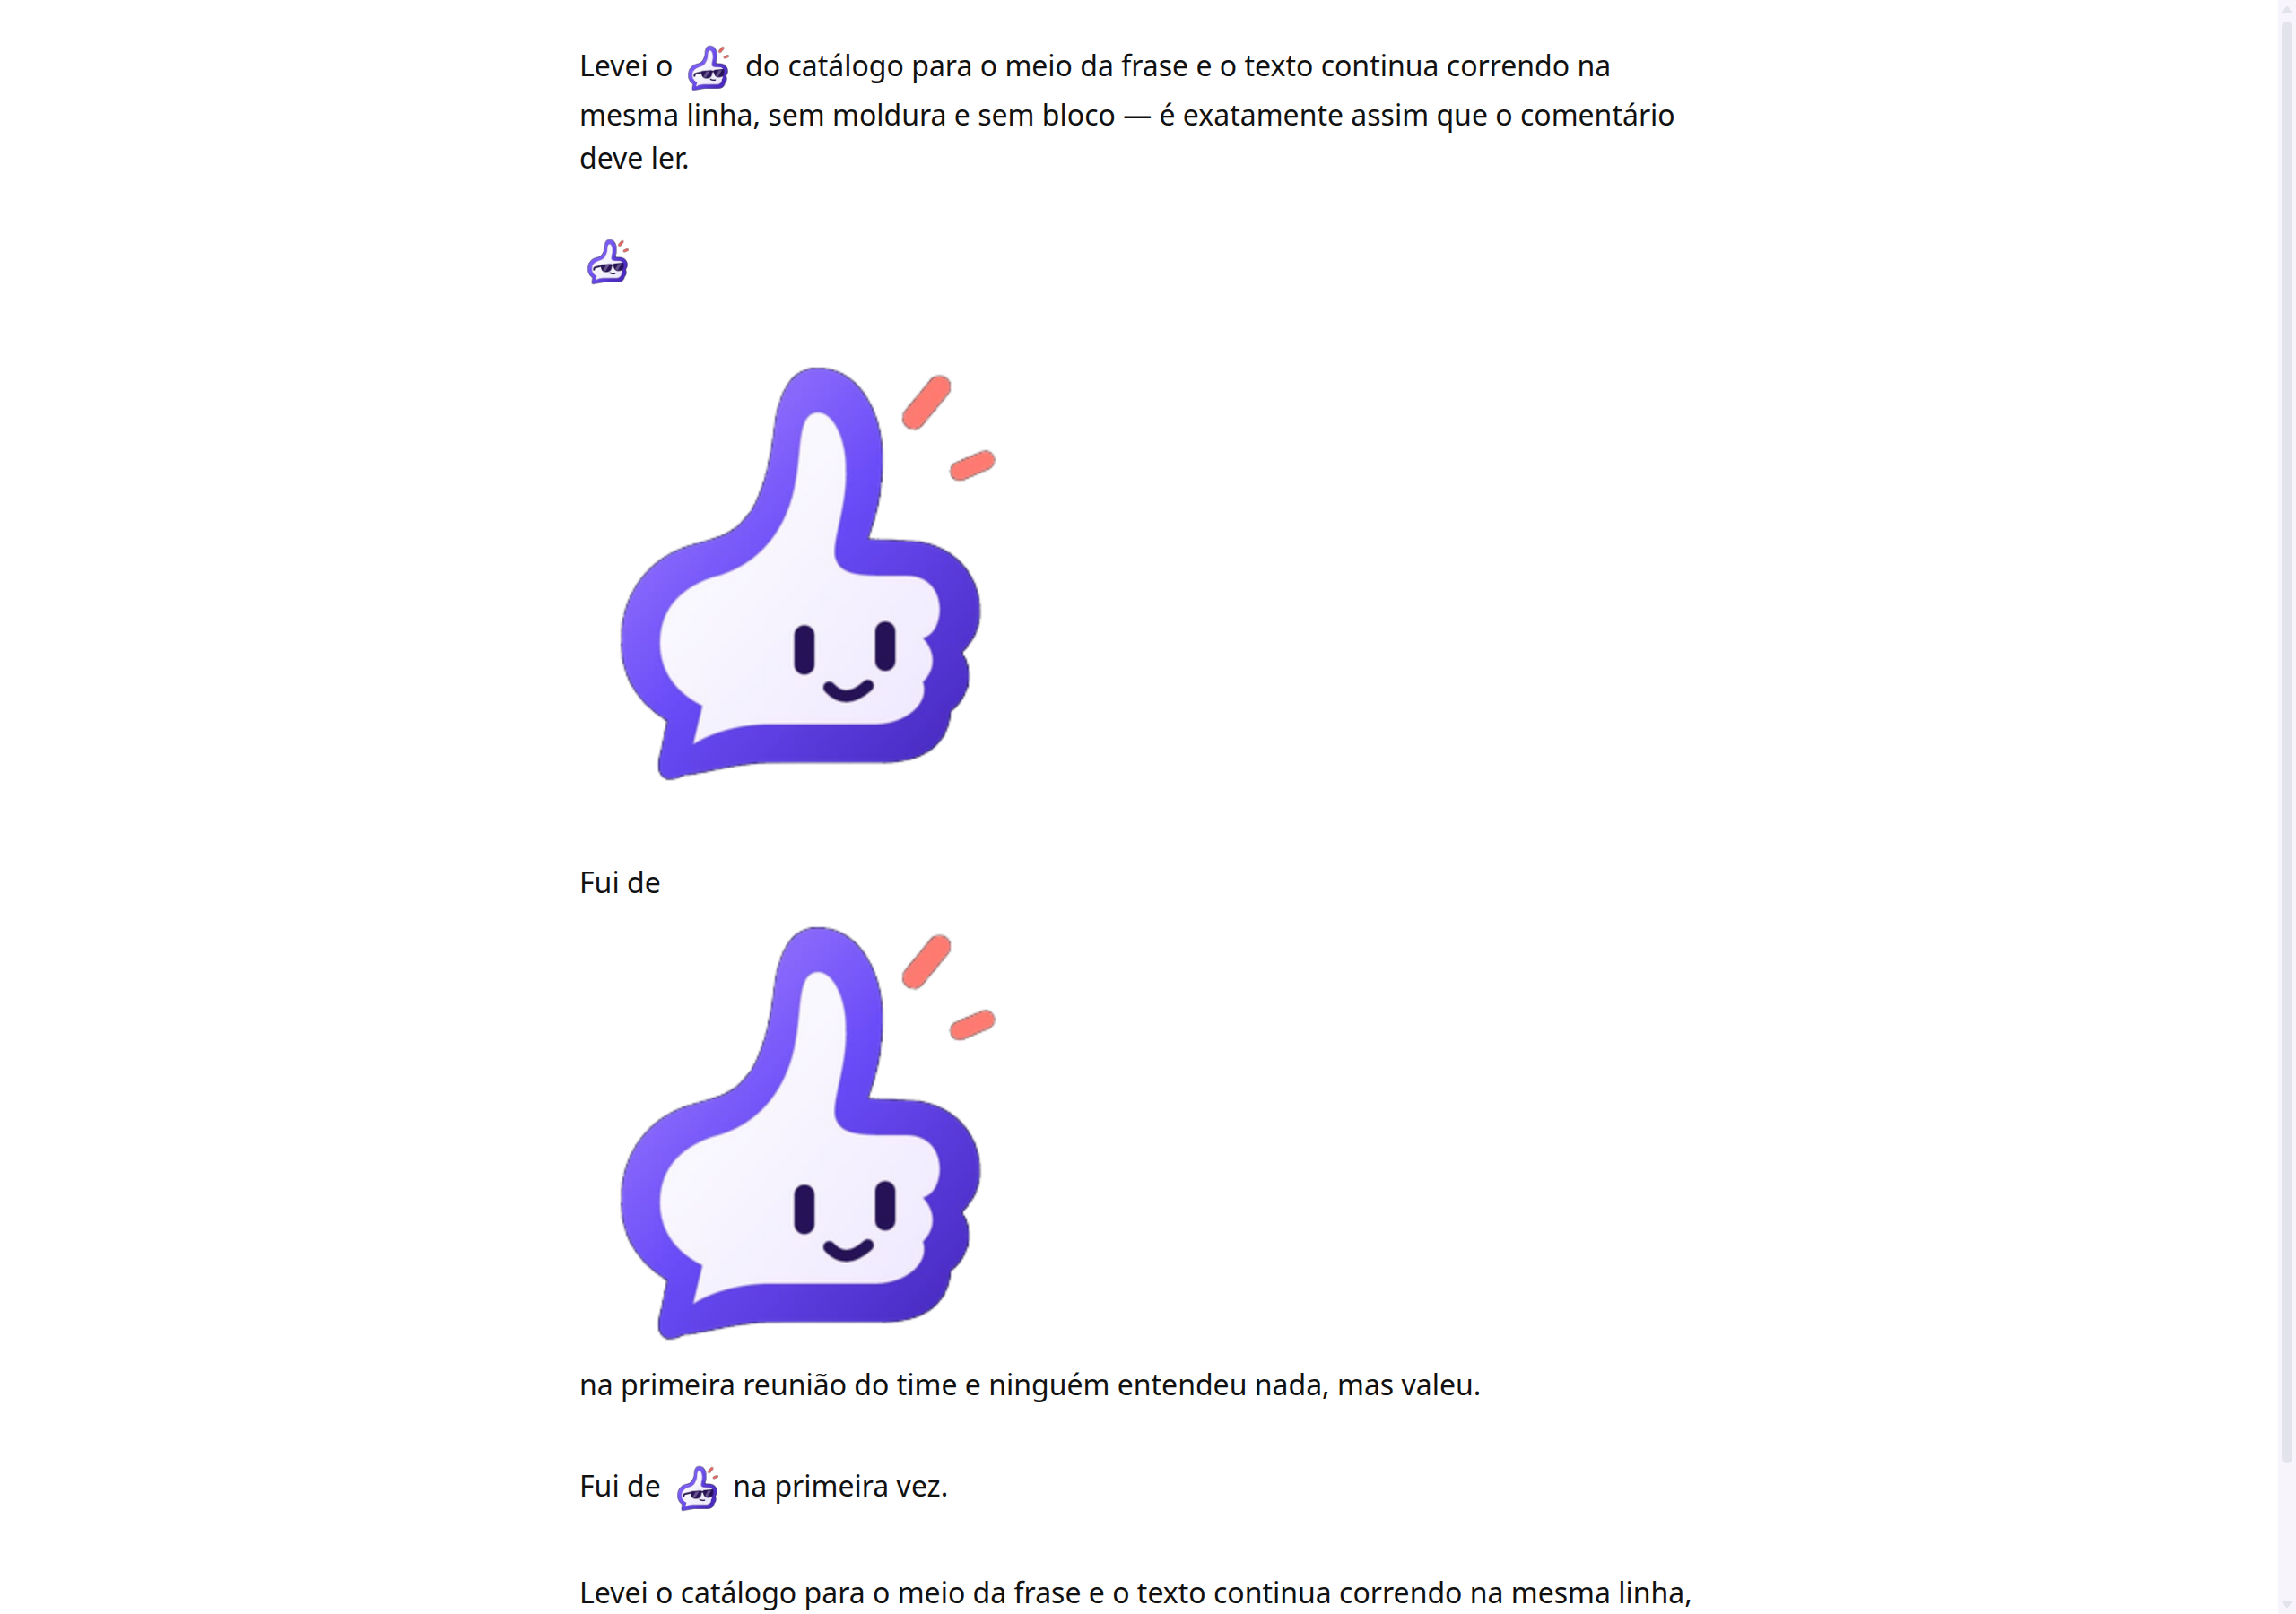 Levei o do catálogo para o meio da frase e o texto continua correndo na
mesma linha, sem moldura e sem bloco — é exatamente assim que o comentário
deve ler.
Fui de
na primeira reunião do time e ninguém entendeu nada, mas valeu.
Fui de na primeira vez.
Levei o catálogo para o meio da frase e o texto continua correndo na mesma linha,